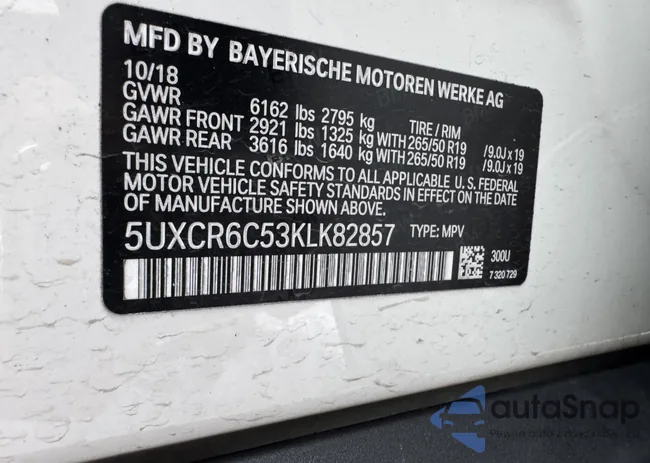 MFD BY BAYERISCHE MOTOREN WERKE AG
10/18
GVWR 6162 lbs 2795 kg TIRE / RIM
GAWR FRONT 2921 lbs 1325 kg WITH 265/50 R19 /9.0J x 19
GAWR REAR 3616 lbs 1640 kg WITH 265/50 R19 /9.0J x 19
THIS VEHICLE CONFORMS TO ALL APPLICABLE U. S. FEDERAL
MOTOR VEHICLE SAFETY STANDARDS IN EFFECT ON THE DATE
OF MANUFACTURE SHOWN ABOVE.
5UXCR6C53KLK82857 TYPE: MPV
300U
7 320 729
autaSnap